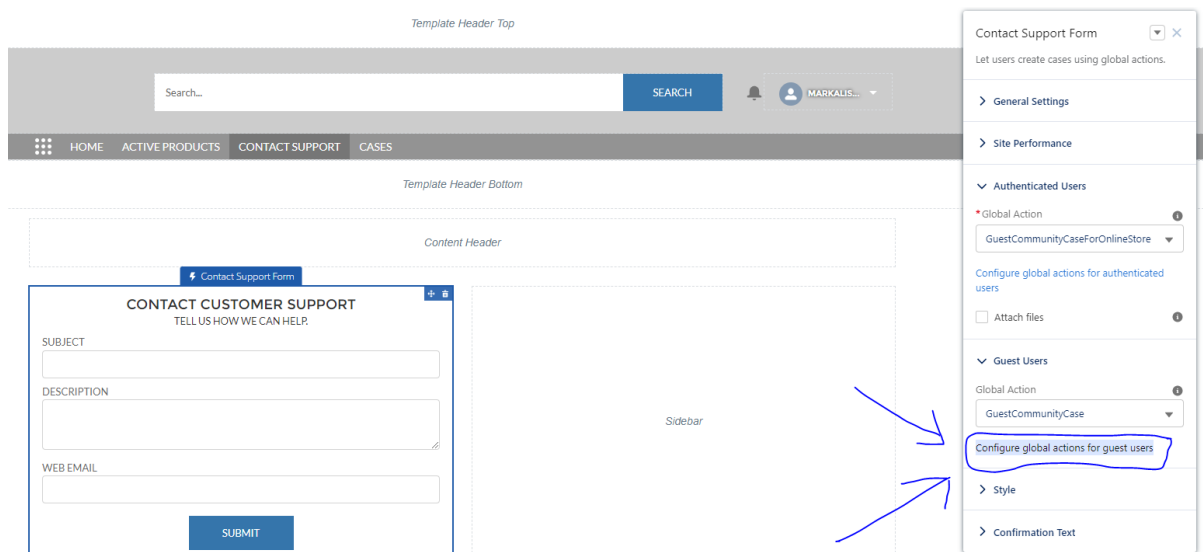 Template Header Top
Search...
SEARCH
MARKALIS...
HOME
ACTIVE PRODUCTS
CONTACT SUPPORT
CASES
Template Header Bottom
Content Header
Contact Support Form
CONTACT CUSTOMER SUPPORT
TELL US HOW WE CAN HELP.
SUBJECT
DESCRIPTION
WEB EMAIL
SUBMIT
Sidebar
Contact Support Form
Let users create cases using global actions.
General Settings
Site Performance
Authenticated Users
*Global Action
GuestCommunityCaseForOnlineStore
Configure global actions for authenticated
users
Attach files
Guest Users
Global Action
GuestCommunityCase
Configure global actions for guest users
Style
Confirmation Text